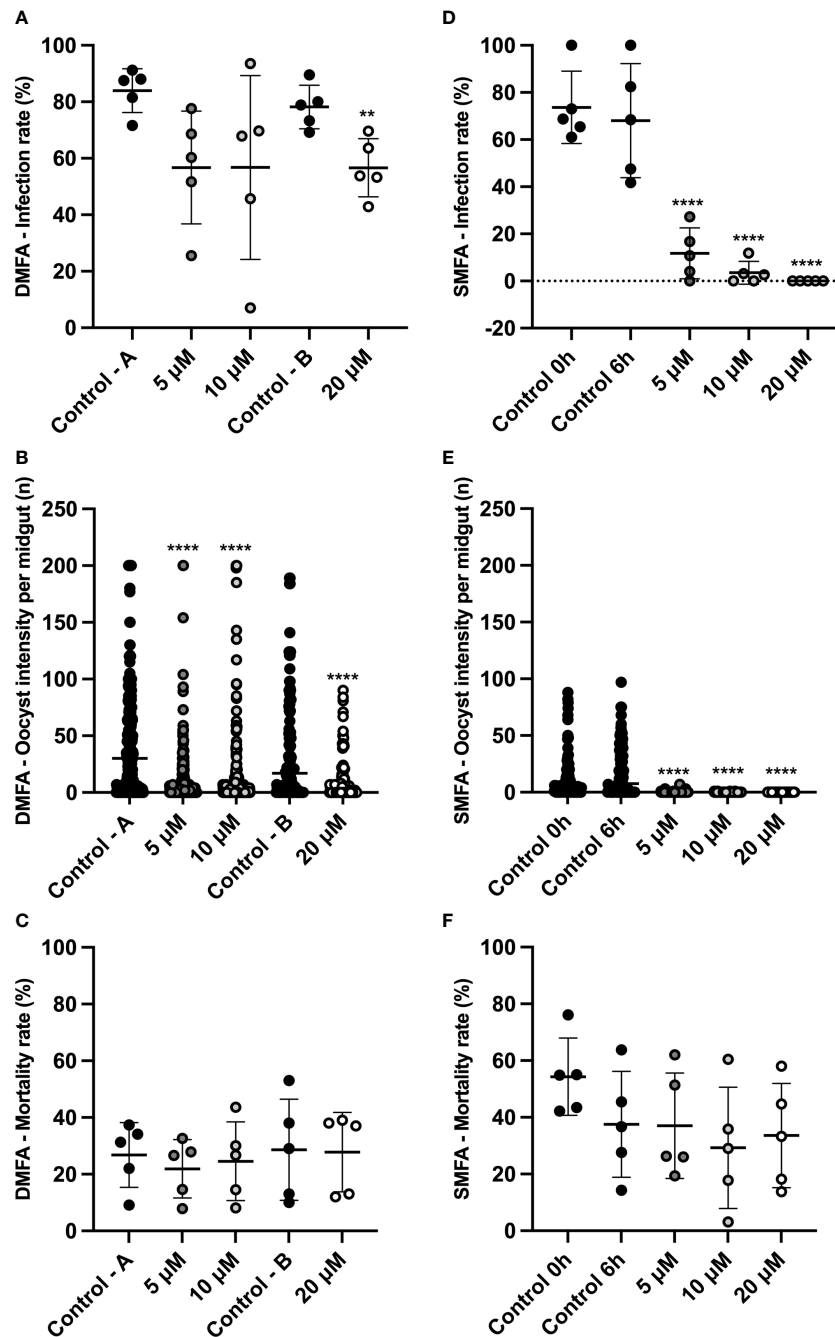 A
DMFA - Infection rate (%)
100
80
60
40
20
0
**
Control - A
5 µM
10 µM
Control - B
20 µM
D
SMFA - Infection rate (%)
100
80
60
40
20
0
-20
****
****
****
Control 0h
Control 6h
5 µM
10 µM
20 µM
B
DMFA - Oocyst intensity per midgut (n)
250
200
150
100
50
0
****
****
****
Control - A
5 µM
10 µM
Control - B
20 µM
E
SMFA - Oocyst intensity per midgut (n)
250
200
150
100
50
0
****
****
****
Control 0h
Control 6h
5 µM
10 µM
20 µM
C
DMFA - Mortality rate (%)
100
80
60
40
20
0
Control - A
5 µM
10 µM
Control - B
20 µM
F
SMFA - Mortality rate (%)
100
80
60
40
20
0
Control 0h
Control 6h
5 µM
10 µM
20 µM